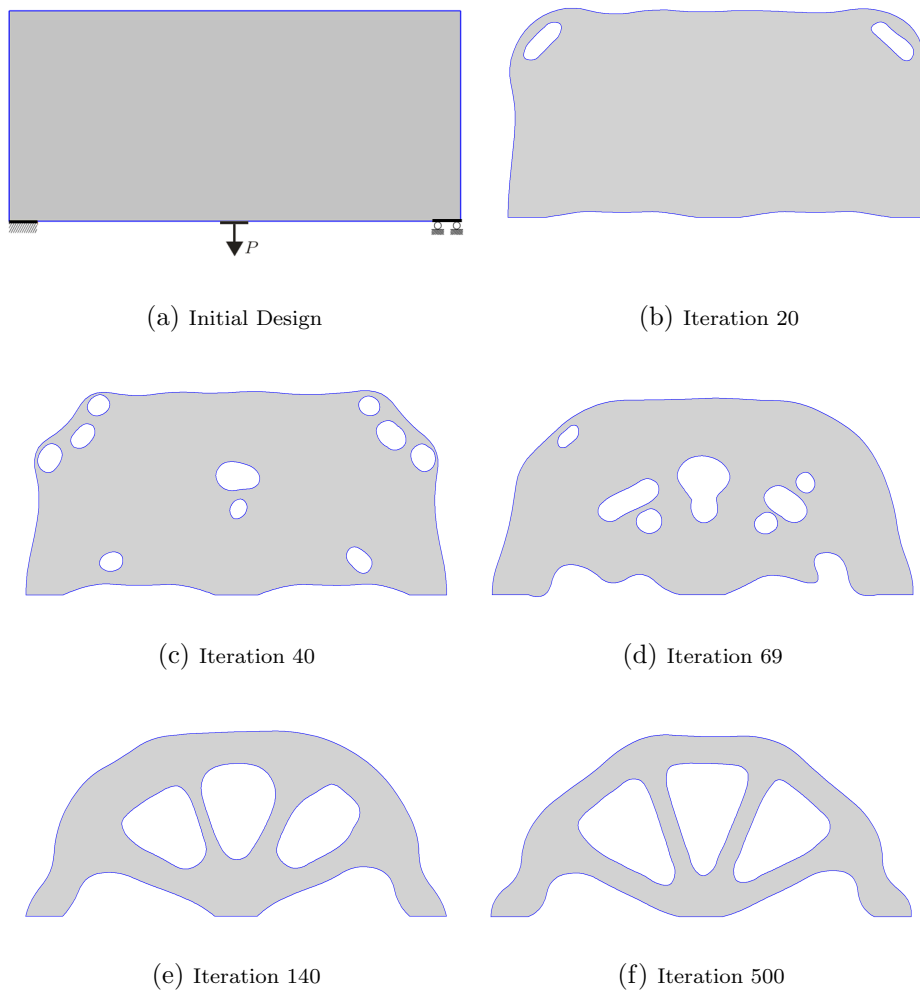 P
(a) Initial Design
(b) Iteration 20
(c) Iteration 40
(d) Iteration 69
(e) Iteration 140
(f) Iteration 500